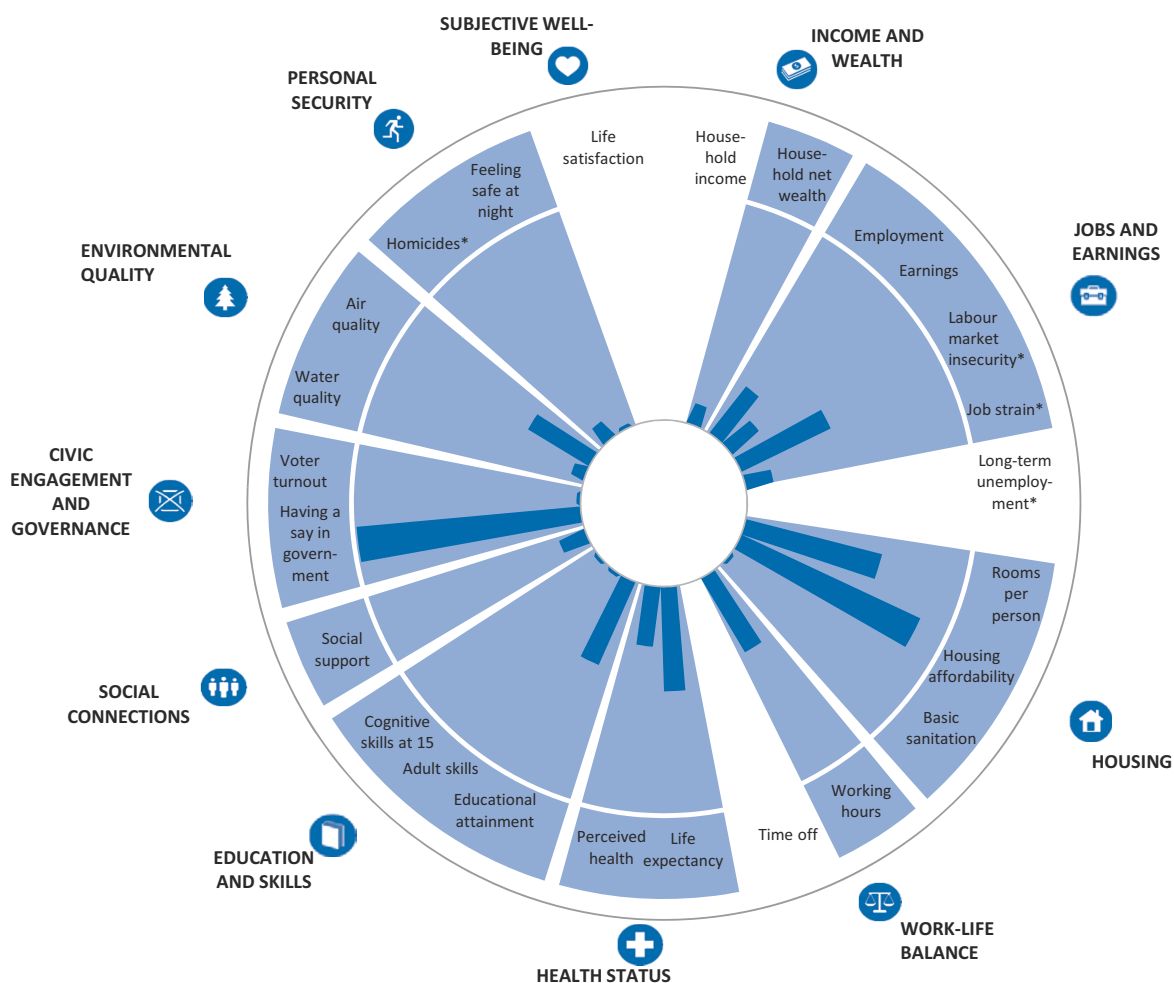 SUBJECTIVE WELL-
BEING
INCOME AND
WEALTH
PERSONAL
SECURITY
Life
satisfaction
House-
hold
income
House-
hold net
wealth
Feeling
safe at
night
Homicides*
Employment
Earnings
Labour
market
insecurity*
Job strain*
JOBS AND
EARNINGS
ENVIRONMENTAL
QUALITY
Air
quality
Water
quality
CIVIC
ENGAGEMENT
AND
GOVERNANCE
Voter
turnout
Having a
say in
govern-
ment
Long-term
unemploy-
ment*
Rooms
per
person
Housing
affordability
Basic
sanitation
HOUSING
Social
support
SOCIAL
CONNECTIONS
Cognitive
skills at 15
Adult skills
Educational
attainment
EDUCATION
AND SKILLS
Perceived
health
Life
expectancy
Time off
Working
hours
WORK-LIFE
BALANCE
HEALTH STATUS